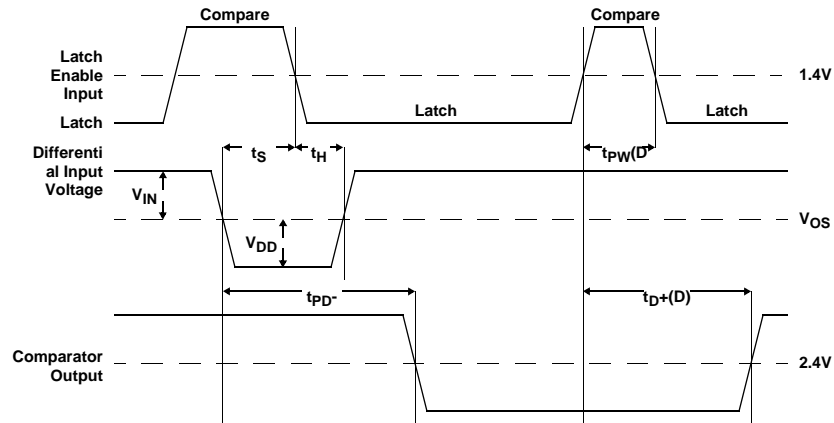 Compare
Compare
Latch
Enable
Input
1.4V
Latch
Latch
Latch
Differenti
al Input
Voltage
tS
tH
tPW(D
VIN
VOS
VDD
tPD-
tD+(D)
Comparator
Output
2.4V